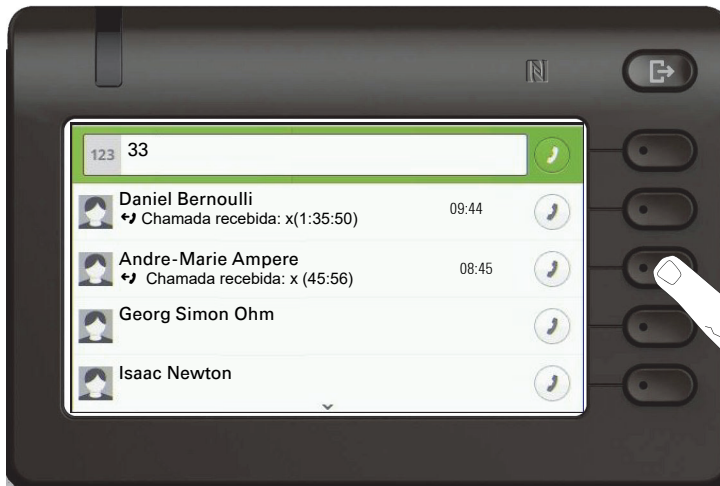 123 33
Daniel Bernoulli
Chamada recebida: x(1:35:50) 09:44
Andre-Marie Ampere
Chamada recebida: x (45:56) 08:45
Georg Simon Ohm
Isaac Newton